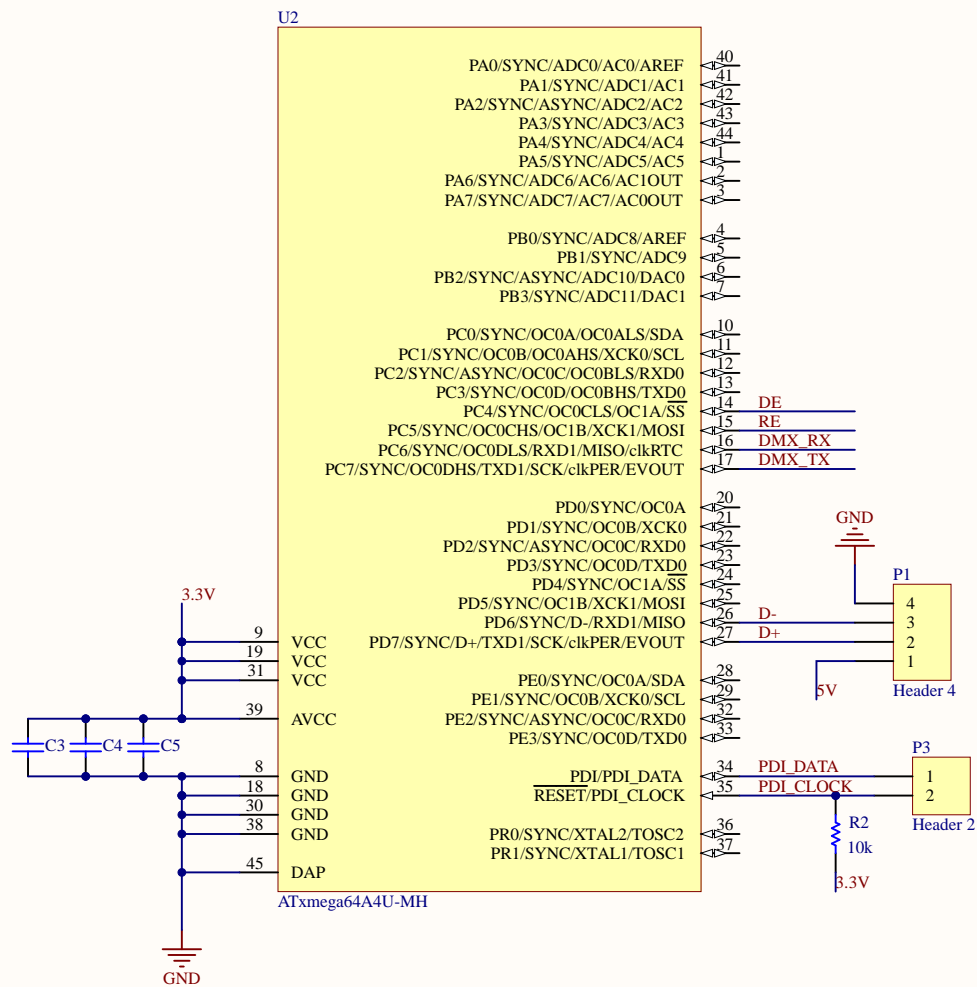 U2
PA0/SYNC/ADC0/AC0/AREF 40
PA1/SYNC/ADC1/AC1 41
PA2/SYNC/ASYNC/ADC2/AC2 42
PA3/SYNC/ADC3/AC3 43
PA4/SYNC/ADC4/AC4 44
PA5/SYNC/ADC5/AC5 1
PA6/SYNC/ADC6/AC6/AC1OUT 2
PA7/SYNC/ADC7/AC7/AC0OUT 3
PB0/SYNC/ADC8/AREF 4
PB1/SYNC/ADC9 5
PB2/SYNC/ASYNC/ADC10/DAC0 6
PB3/SYNC/ADC11/DAC1 7
PC0/SYNC/OC0A/OC0ALS/SDA 10
PC1/SYNC/OC0B/OC0AHS/XCK0/SCL 11
PC2/SYNC/ASYNC/OC0C/OC0BLS/RXD0 12
PC3/SYNC/OC0D/OC0BHS/TXD0 13
PC4/SYNC/OC0CLS/OC1A/SS 14 DE
PC5/SYNC/OC0CHS/OC1B/XCK1/MOSI 15 RE
PC6/SYNC/OC0DLS/RXD1/MISO/clkRTC 16 DMX_RX
PC7/SYNC/OC0DHS/TXD1/SCK/clkPER/EVOUT 17 DMX_TX
PD0/SYNC/OC0A 20
PD1/SYNC/OC0B/XCK0 21
PD2/SYNC/ASYNC/OC0C/RXD0 22
PD3/SYNC/OC0D/TXD0 23
PD4/SYNC/OC1A/SS 24
PD5/SYNC/OC1B/XCK1/MOSI 25
PD6/SYNC/D-/RXD1/MISO 26 D-
PD7/SYNC/D+/TXD1/SCK/clkPER/EVOUT 27 D+
PE0/SYNC/OC0A/SDA 28
PE1/SYNC/OC0B/XCK0/SCL 29
PE2/SYNC/ASYNC/OC0C/RXD0 32
PE3/SYNC/OC0D/TXD0 33
PDI/PDI_DATA 34 PDI_DATA
RESET/PDI_CLOCK 35 PDI_CLOCK
PR0/SYNC/XTAL2/TOSC2 36
PR1/SYNC/XTAL1/TOSC1 37
3.3V
9 VCC
19 VCC
31 VCC
39 AVCC
C3 C4 C5
8 GND
18 GND
30 GND
38 GND
45 DAP
ATxmega64A4U-MH
GND
GND
P1
4
3
2
1
5V
Header 4
P3
1
2
Header 2
R2
10k
3.3V